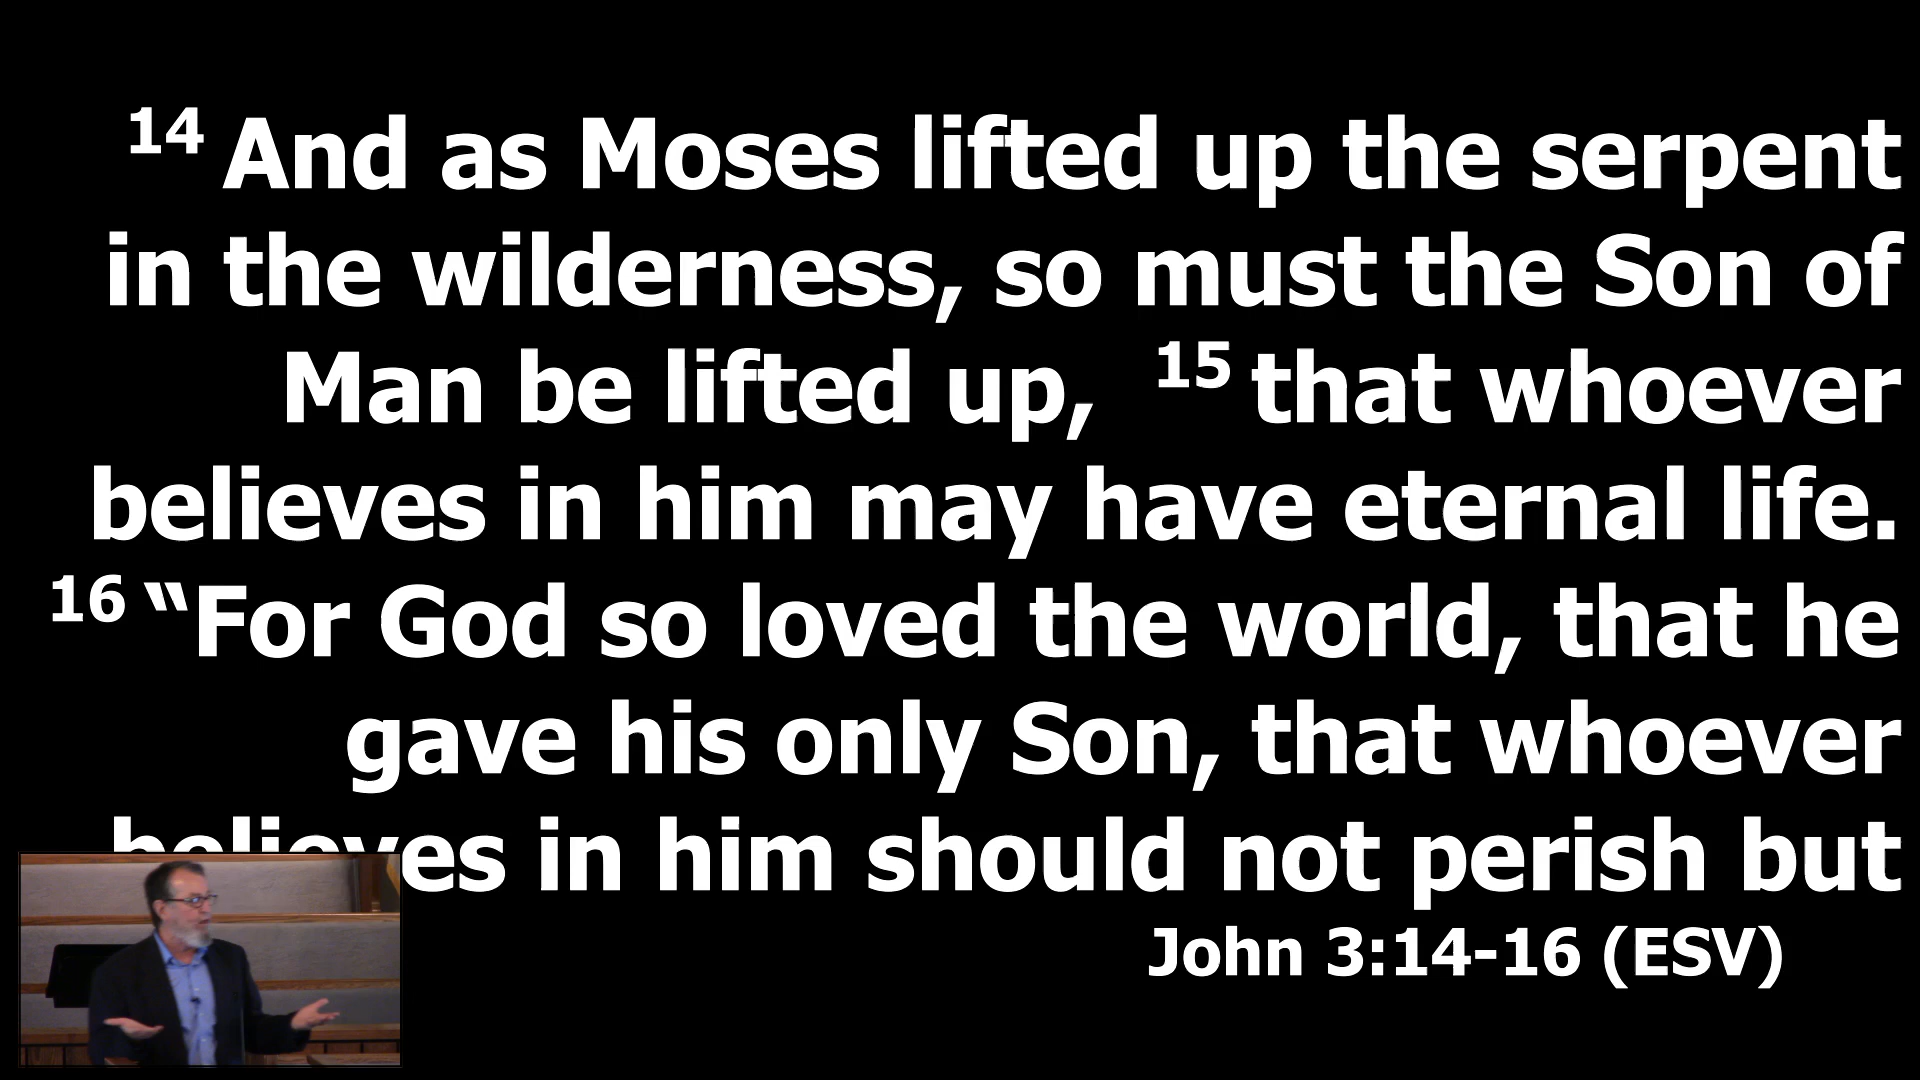 14 And as Moses lifted up the serpent
in the wilderness, so must the Son of
Man be lifted up, 15 that whoever
believes in him may have eternal life.
16 “For God so loved the world, that he
gave his only Son, that whoever
believes in him should not perish but
John 3:14-16 (ESV)